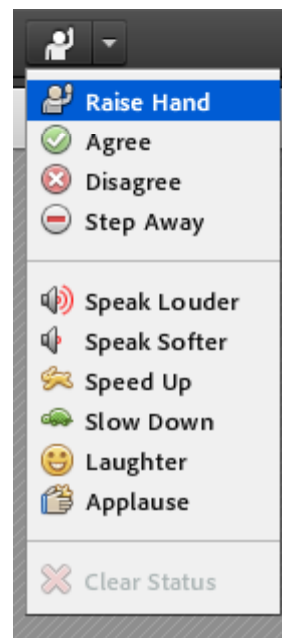 Raise Hand
Agree
Disagree
Step Away
Speak Louder
Speak Softer
Speed Up
Slow Down
Laughter
Applause
Clear Status